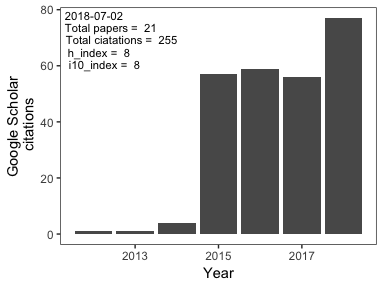 80
60
40
20
0
2018-07-02
Total papers = 21
Total ciatations = 255
h_index = 8
i10_index = 8
Google Scholar
citations
2013
2015
2017
Year